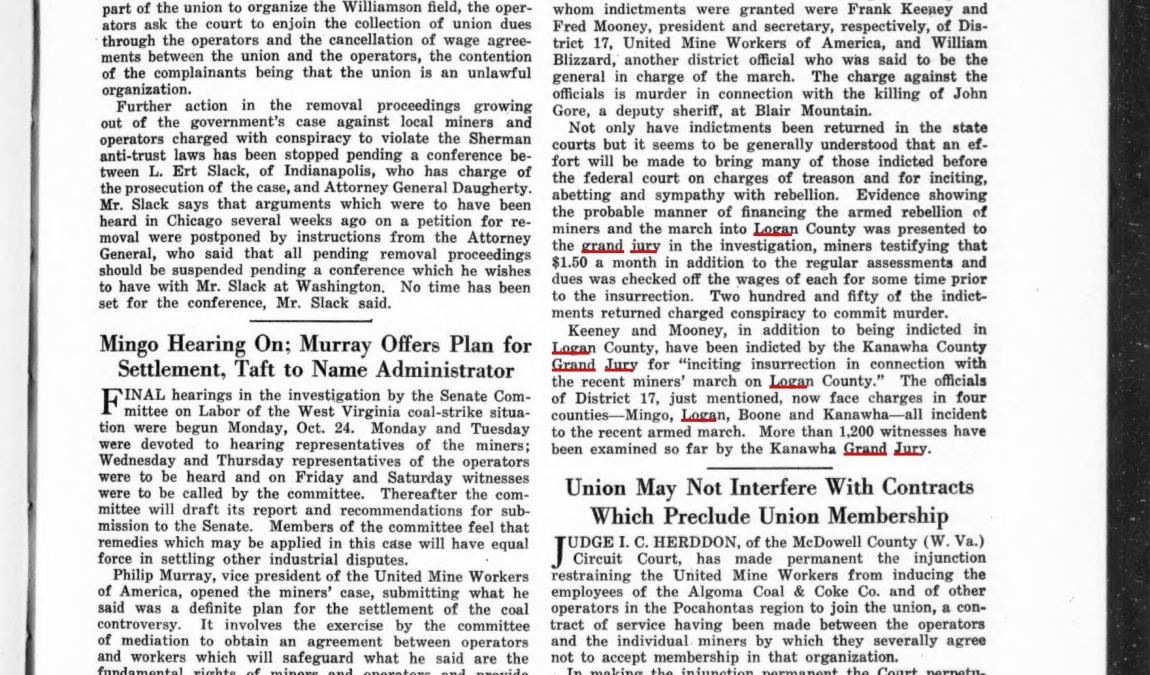 part of the union to organize the Williamson field, the oper-
ators ask the court to enjoin the collection of union dues
through the operators and the cancellation of wage agree-
ments between the union and the operators, the contention
of the complainants being that the union is an unlawful
organization.
Further action in the removal proceedings growing
out of the government's case against local miners and
operators charged with conspiracy to violate the Sherman
anti-trust laws has been stopped pending a conference be-
tween L. Ert Slack, of Indianapolis, who has charge of
the prosecution of the case, and Attorney General Daugherty.
Mr. Slack says that arguments which were to have been
heard in Chicago several weeks ago on a petition for re-
moval were postponed by instructions from the Attorney
General, who said that all pending removal proceedings
should be suspended pending a conference which he wishes
to have with Mr. Slack at Washington. No time has been
set for the conference, Mr. Slack said.
Mingo Hearing On; Murray Offers Plan for
Settlement, Taft to Name Administrator
FINAL hearings in the investigation by the Senate Com-
mittee on Labor of the West Virginia coal-strike situa-
tion were begun Monday, Oct. 24. Monday and Tuesday
were devoted to hearing representatives of the miners;
Wednesday and Thursday representatives of the operators
were to be heard and on Friday and Saturday witnesses
were to be called by the committee. Thereafter the com-
mittee will draft its report and recommendations for sub-
mission to the Senate. Members of the committee feel that
remedies which may be applied in this case will have equal
force in settling other industrial disputes.
Philip Murray, vice president of the United Mine Workers
of America, opened the miners' case, submitting what he
said was a definite plan for the settlement of the coal
controversy. It involves the exercise by the committee
of mediation to obtain an agreement between operators
and workers which will safeguard what he said are the
fundamental rights of miners and operators and provide
whom indictments were granted were Frank Keeney and
Fred Mooney, president and secretary, respectively, of Dis-
trict 17, United Mine Workers of America, and William
Blizzard, another district official who was said to be the
general in charge of the march. The charge against the
officials is murder in connection with the killing of John
Gore, a deputy sheriff, at Blair Mountain.
Not only have indictments been returned in the state
courts but it seems to be generally understood that an ef-
fort will be made to bring many of those indicted before
the federal court on charges of treason and for inciting,
abetting and sympathy with rebellion. Evidence showing
the probable manner of financing the armed rebellion of
miners and the march into Logan County was presented to
the grand jury in the investigation, miners testifying that
$1.50 a month in addition to the regular assessments and
dues was checked off the wages of each for some time prior
to the insurrection. Two hundred and fifty of the indict-
ments returned charged conspiracy to commit murder.
Keeney and Mooney, in addition to being indicted in
Logan County, have been indicted by the Kanawha County
Grand Jury for "inciting insurrection in connection with
the recent miners' march on Logan County." The officials
of District 17, just mentioned, now face charges in four
counties—Mingo, Logan, Boone and Kanawha—all incident
to the recent armed march. More than 1,200 witnesses have
been examined so far by the Kanawha Grand Jury.
Union May Not Interfere With Contracts
Which Preclude Union Membership
JUDGE I. C. HERDDON, of the McDowell County (W. Va.)
Circuit Court, has made permanent the injunction
restraining the United Mine Workers from inducing the
employees of the Algoma Coal & Coke Co. and of other
operators in the Pocahontas region to join the union, a con-
tract of service having been made between the operators
and the individual miners by which they severally agree
not to accept membership in that organization.
In making the injunction permanent the Court perpetu-